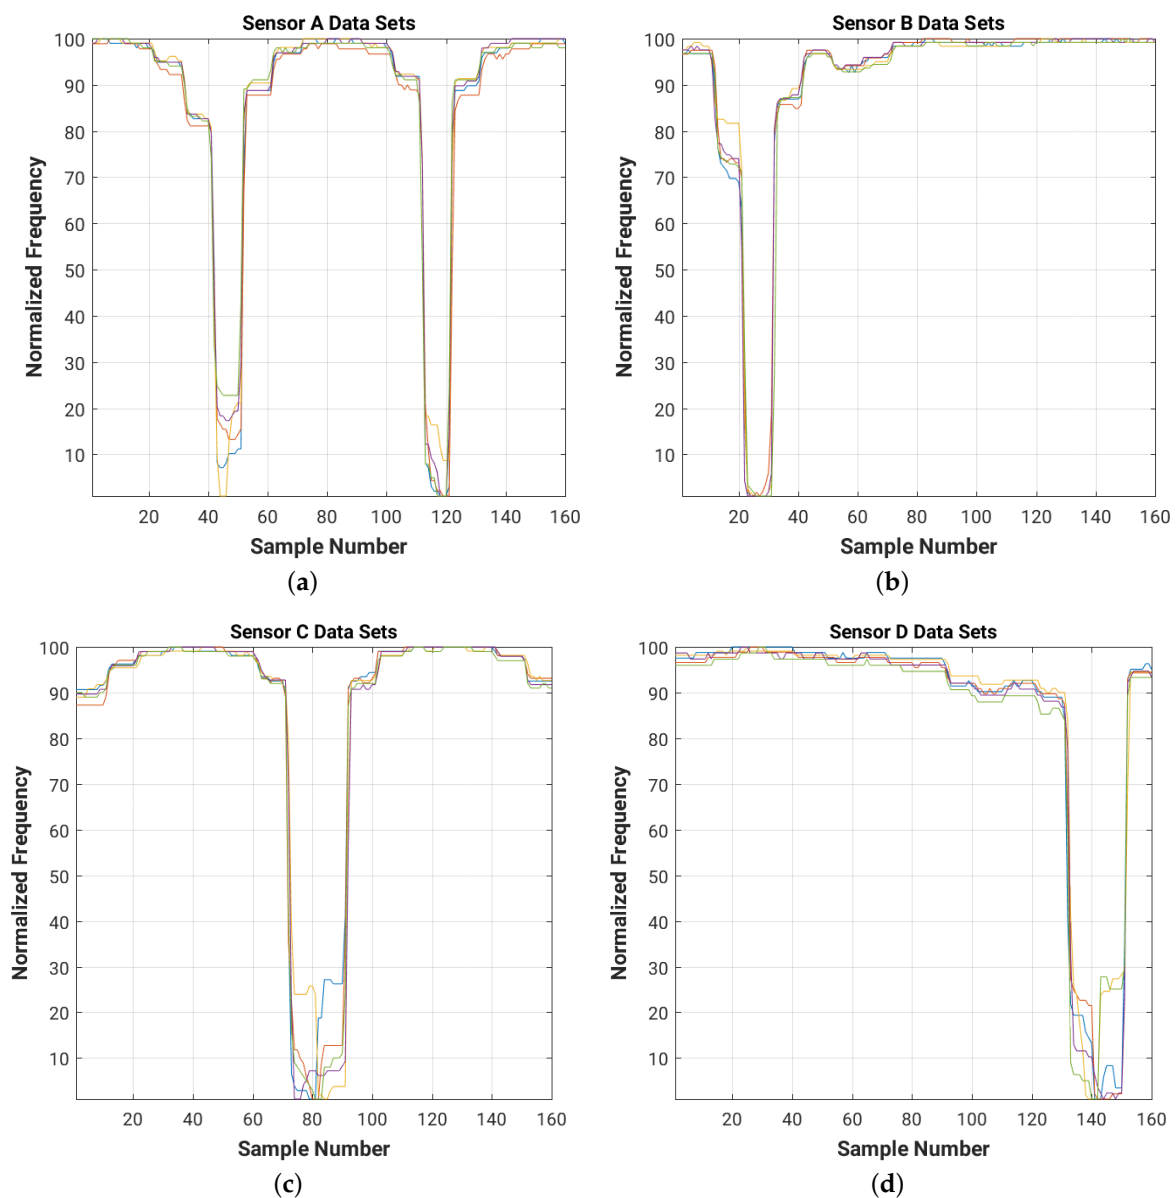 Sensor A Data Sets
100
90
80
70
60
50
40
30
20
10
Normalized Frequency
20 40 60 80 100 120 140 160
Sample Number
(a)
Sensor B Data Sets
100
90
80
70
60
50
40
30
20
10
Normalized Frequency
20 40 60 80 100 120 140 160
Sample Number
(b)
Sensor C Data Sets
100
90
80
70
60
50
40
30
20
10
Normalized Frequency
20 40 60 80 100 120 140 160
Sample Number
(c)
Sensor D Data Sets
100
90
80
70
60
50
40
30
20
10
Normalized Frequency
20 40 60 80 100 120 140 160
Sample Number
(d)